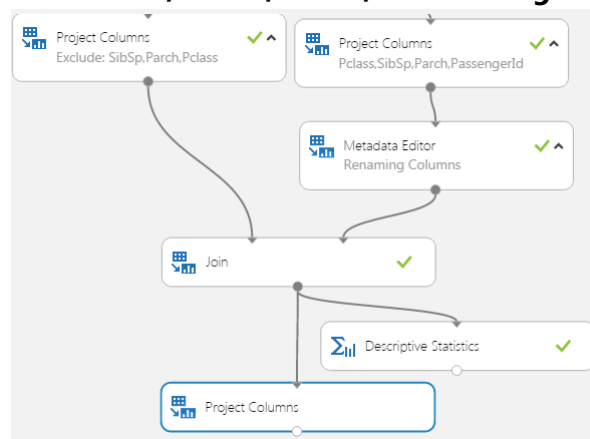 Project Columns
Exclude: SibSp,Parch,Pclass
Project Columns
Pclass,SibSp,Parch,PassengerId
Metadata Editor
Renaming Columns
Join
Descriptive Statistics
Project Columns